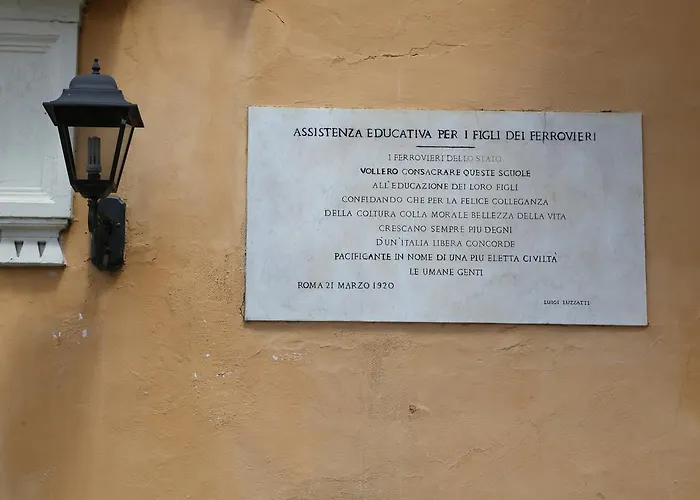 ASSISTENZA EDUCATIVA PER I FIGLI DEI FERROVIERI
I FERROVIERI DELLO STATO
VOLLERO CONSACRARE QUESTE SCUOLE
ALL'EDUCAZIONE DEI LORO FIGLI
CONFIDANDO CHE PER LA FELICE COLLEGANZA
DELLA COLTURA COLLA MORALE BELLEZZA DELLA VITA
CRESCANO SEMPRE PIU DEGNI
D'UN'ITALIA LIBERA CONCORDE
PACIFICANTE IN NOME DI UNA PIU ELETTA CIVILTÀ
LE UMANE GENTI
ROMA 21 MARZO 1920
LUIGI LUZZATTI